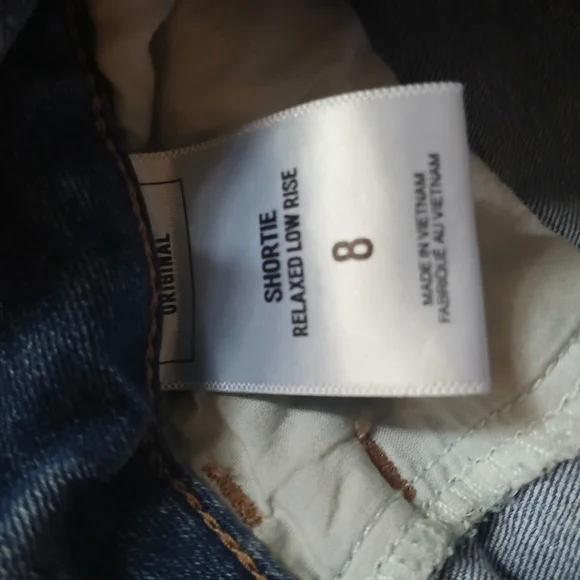 ORIGINAL
SHORTIE
RELAXED LOW RISE
8
MADE IN VIETNAM
FABRIQUÉ AU VIETNAM